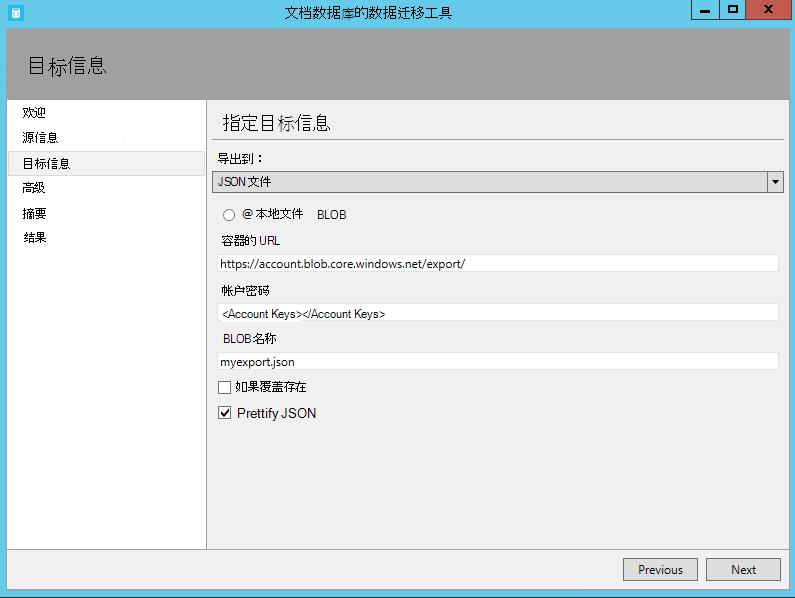 文档数据库的数据迁移工具
目标信息
欢迎
源信息
目标信息
高级
摘要
结果
指定目标信息
导出到：
JSON 文件
@ 本地文件 BLOB
容器的 URL
https://account.blob.core.windows.net/export/
帐户密码
<Account Keys></Account Keys>
BLOB 名称
myexport.json
如果覆盖存在
Prettify JSON
Previous Next